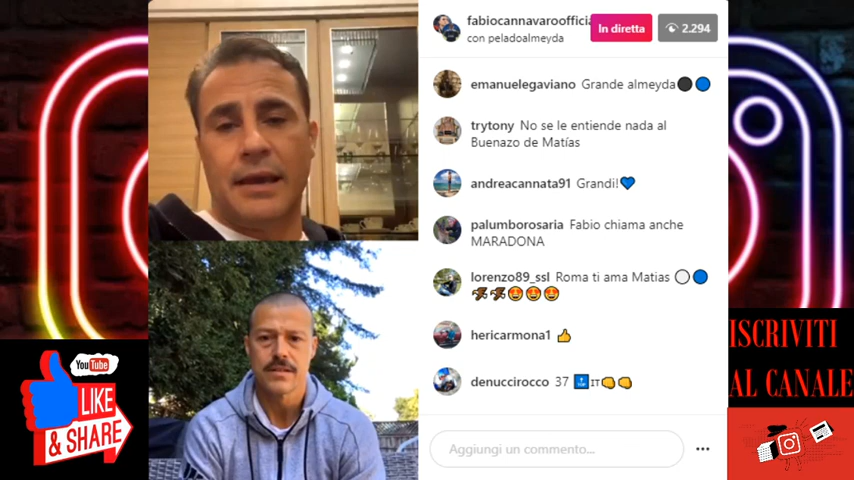 fabiocannavaroofficia
In diretta
2.294
con peladoalmeyda
emanuelegaviano Grande almeyda
trytony No se le entiende nada al
Buenazo de Matías
andreacannata91 Grandi!
palumborosaria Fabio chiama anche
MARADONA
lorenzo89_ssl Roma ti ama Matias
hericarmona1
denuccirocco 37 TOP IT
Aggiungi un commento...
YouTube
LIKE
& SHARE
ISCRIVITI
AL CANALE